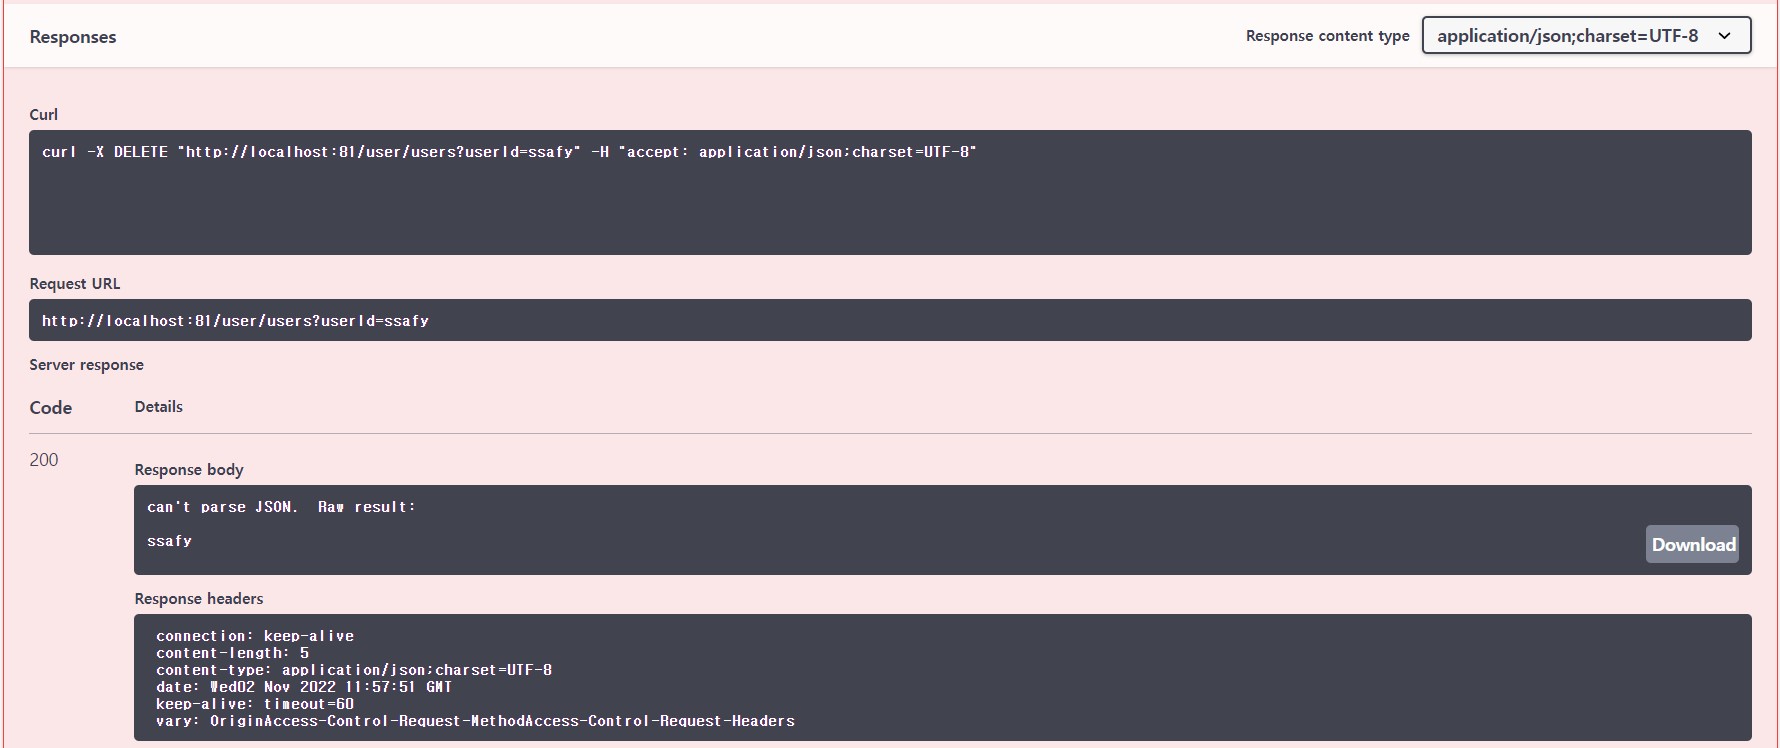 Responses
Response content type
application/json;charset=UTF-8
Curl
curl -X DELETE "http://localhost:81/user/users?userId=ssafy" -H "accept: application/json;charset=UTF-8"
Request URL
http://localhost:81/user/users?userId=ssafy
Server response
Code Details
200
Response body
can't parse JSON.  Raw result:
ssafy
Download
Response headers
connection: keep-alive
content-length: 5
content-type: application/json;charset=UTF-8
date: Wed02 Nov 2022 11:57:51 GMT
keep-alive: timeout=60
vary: OriginAccess-Control-Request-MethodAccess-Control-Request-Headers